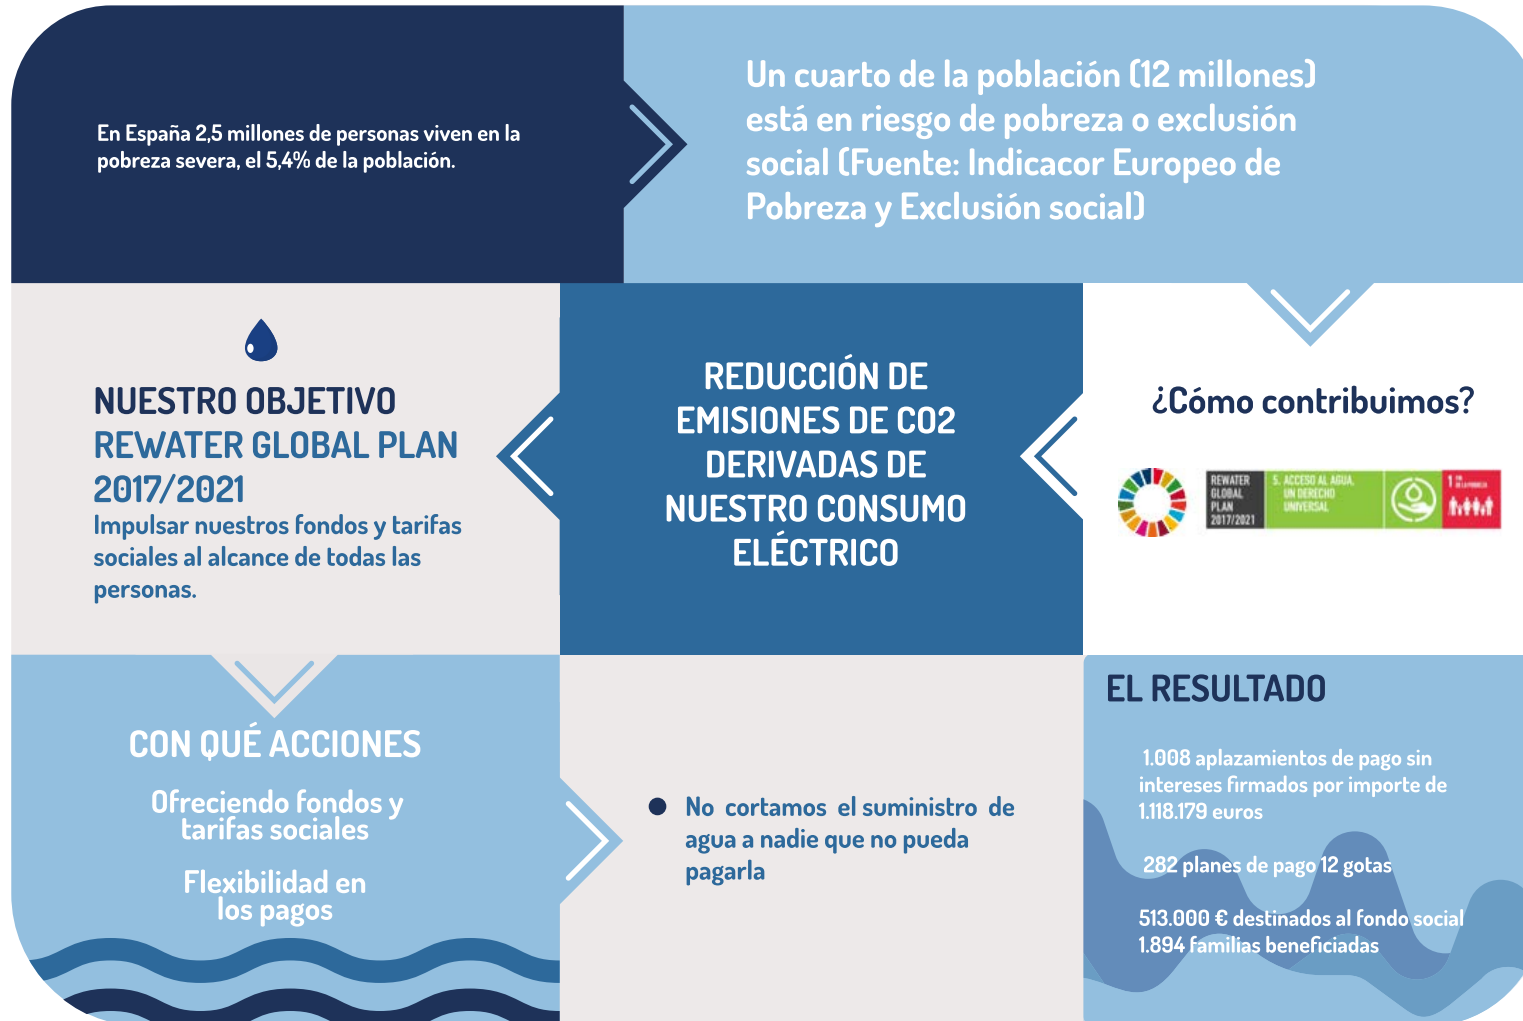 En España 2,5 millones de personas viven en la
pobreza severa, el 5,4% de la población.
Un cuarto de la población (12 millones)
está en riesgo de pobreza o exclusión
social (Fuente: Indicacor Europeo de
Pobreza y Exclusión social)
¿Cómo contribuimos?
REWATER
GLOBAL
PLAN
2017/2021
5. ACCESO AL AGUA,
UN DERECHO
UNIVERSAL
1
REDUCCIÓN DE
EMISIONES DE CO2
DERIVADAS DE
NUESTRO CONSUMO
ELÉCTRICO
NUESTRO OBJETIVO
REWATER GLOBAL PLAN
2017/2021
Impulsar nuestros fondos y tarifas
sociales al alcance de todas las
personas.
CON QUÉ ACCIONES
Ofreciendo fondos y
tarifas sociales
Flexibilidad en
los pagos
No cortamos el suministro de
agua a nadie que no pueda
pagarla
EL RESULTADO
1.008 aplazamientos de pago sin
intereses firmados por importe de
1.118.179 euros
282 planes de pago 12 gotas
513.000 € destinados al fondo social
1.894 familias beneficiadas